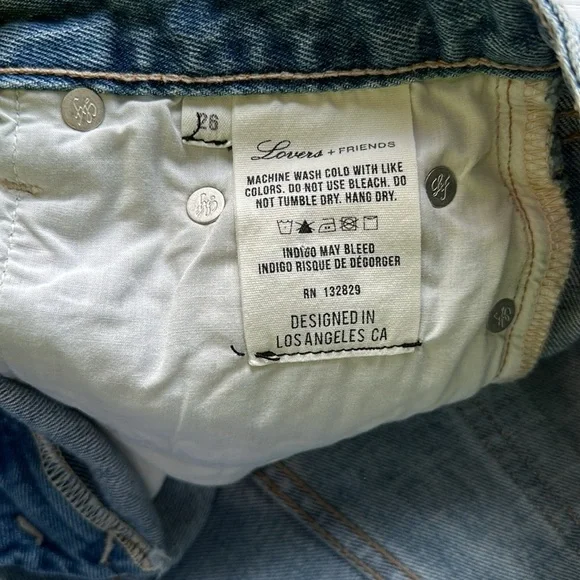 26
Lovers + FRIENDS
MACHINE WASH COLD WITH LIKE
COLORS. DO NOT USE BLEACH. DO
NOT TUMBLE DRY. HANG DRY.
INDIGO MAY BLEED
INDIGO RISQUE DE DÉGORGER
RN 132829
DESIGNED IN
LOS ANGELES CA